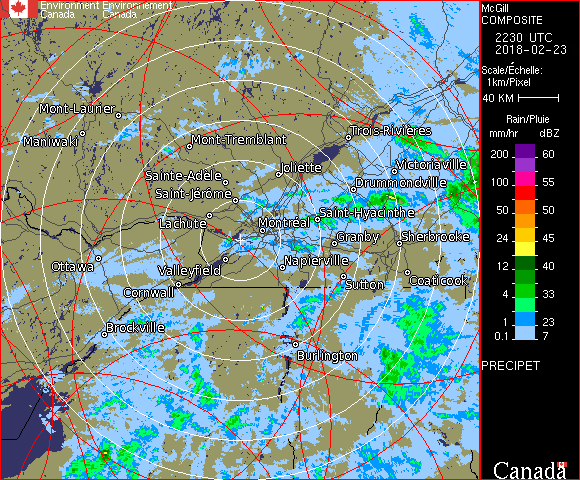 Environment Environnement
Canada Canada
McGill
COMPOSITE
2230 UTC
2018-02-23
Scale/Échelle:
1km/Pixel
40 KM
Rain/Pluie
mm/hr dBZ
200 60
100 55
50 50
24 45
12 40
4 33
1 23
0.1 7
PRECIPET
Canada
Mont-Laurier
Maniwaki
Mont-Tremblant
Trois-Rivières
Victoriaville
Joliette
Sainte-Adèle
Drummondville
Saint-Jérôme
Saint-Hyacinthe
Lachute
Montréal
Granby
Sherbrooke
Ottawa
Valleyfield
Napierville
Sutton
Coaticook
Cornwall
Brockville
Burlington